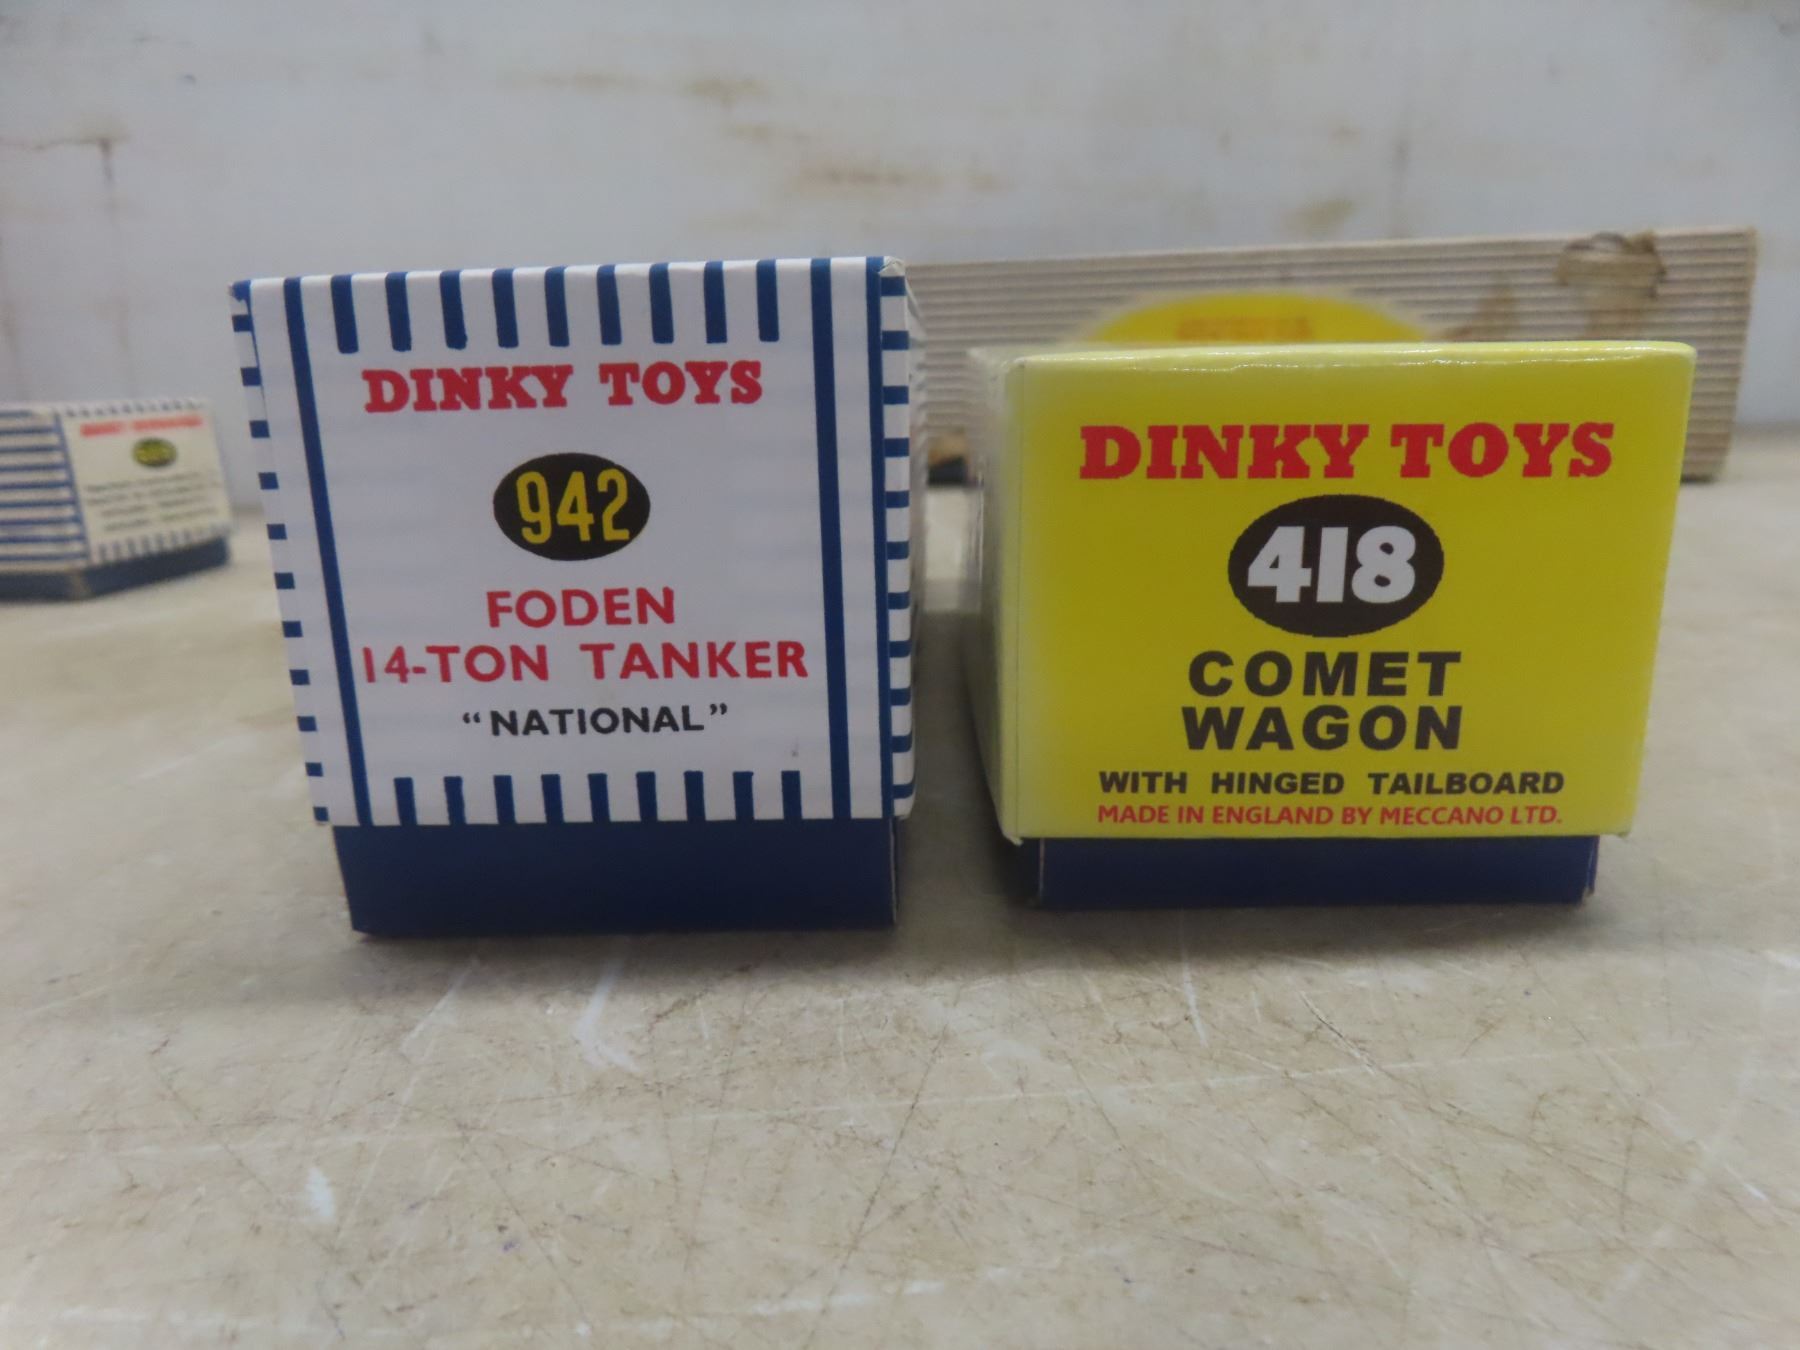 DINKY TOYS
942
FODEN
14-TON TANKER
"NATIONAL"
DINKY TOYS
418
COMET
WAGON
WITH HINGED TAILBOARD
MADE IN ENGLAND BY MECCANO LTD.